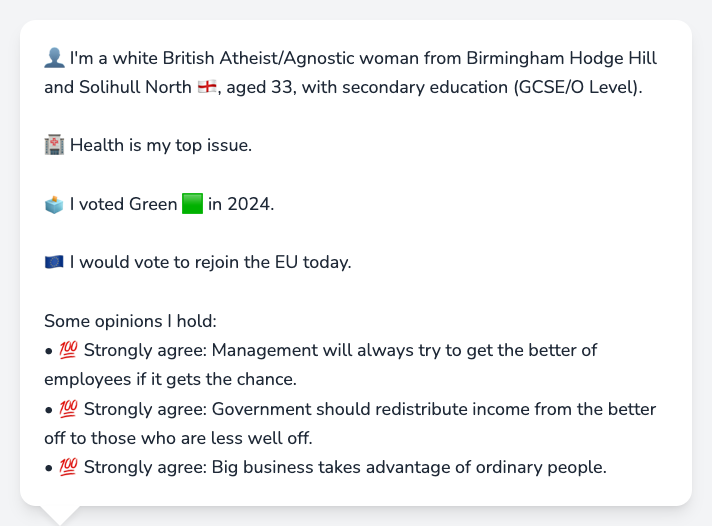 👤 I'm a white British Atheist/Agnostic woman from Birmingham Hodge Hill
and Solihull North 🏴󠁧󠁢󠁥󠁮󠁧󠁿, aged 33, with secondary education (GCSE/O Level).
🏥 Health is my top issue.
🗳️ I voted Green 🟩 in 2024.
🇪🇺 I would vote to rejoin the EU today.
Some opinions I hold:
• 💯 Strongly agree: Management will always try to get the better of
employees if it gets the chance.
• 💯 Strongly agree: Government should redistribute income from the better
off to those who are less well off.
• 💯 Strongly agree: Big business takes advantage of ordinary people.